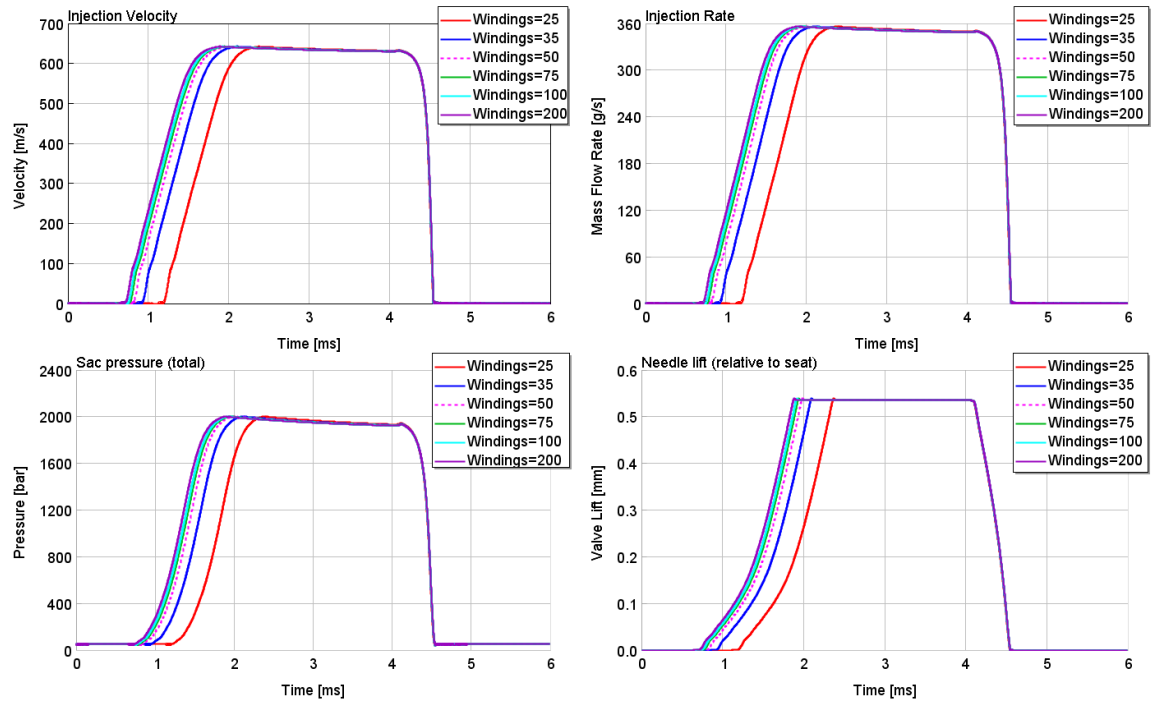 Injection Velocity
Windings=25
Windings=35
Windings=50
Windings=75
Windings=100
Windings=200
700
600
500
400
300
200
100
0
Velocity [m/s]
0 1 2 3 4 5 6
Time [ms]
Injection Rate
Windings=25
Windings=35
Windings=50
Windings=75
Windings=100
Windings=200
360
300
240
180
120
60
0
Mass Flow Rate [g/s]
0 1 2 3 4 5 6
Time [ms]
Sac pressure (total)
Windings=25
Windings=35
Windings=50
Windings=75
Windings=100
Windings=200
2400
2000
1600
1200
800
400
0
Pressure [bar]
0 1 2 3 4 5 6
Time [ms]
Needle lift (relative to seat)
Windings=25
Windings=35
Windings=50
Windings=75
Windings=100
Windings=200
0.6
0.5
0.4
0.3
0.2
0.1
0.0
Valve Lift [mm]
0 1 2 3 4 5 6
Time [ms]